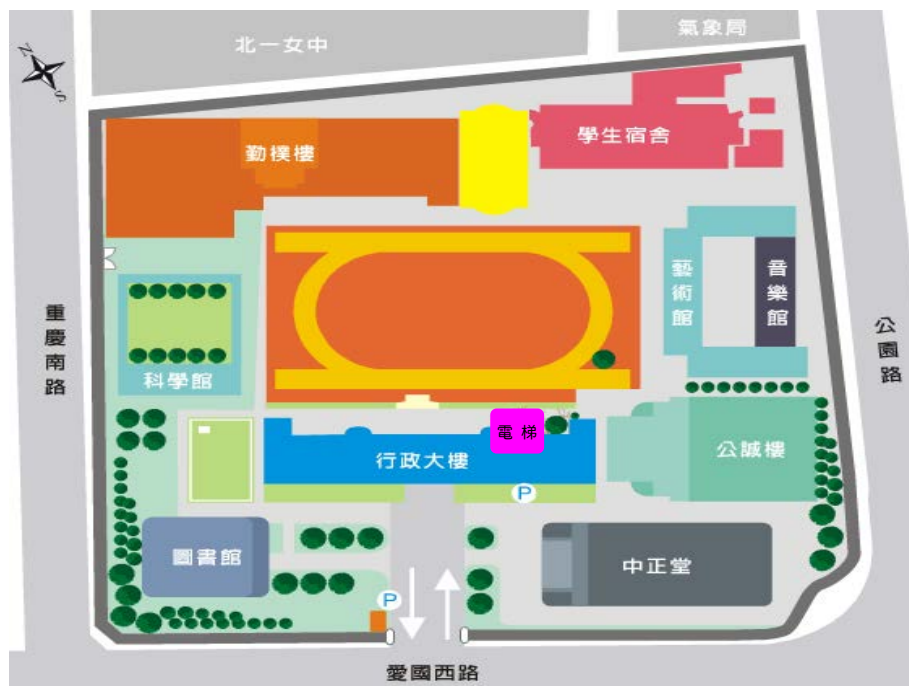 北一女中
氣象局
N
S
勤樸樓
學生宿舍
藝術館
音樂館
重慶南路
公園路
科學館
電梯
行政大樓
公誠樓
P
圖書館
中正堂
P
愛國西路